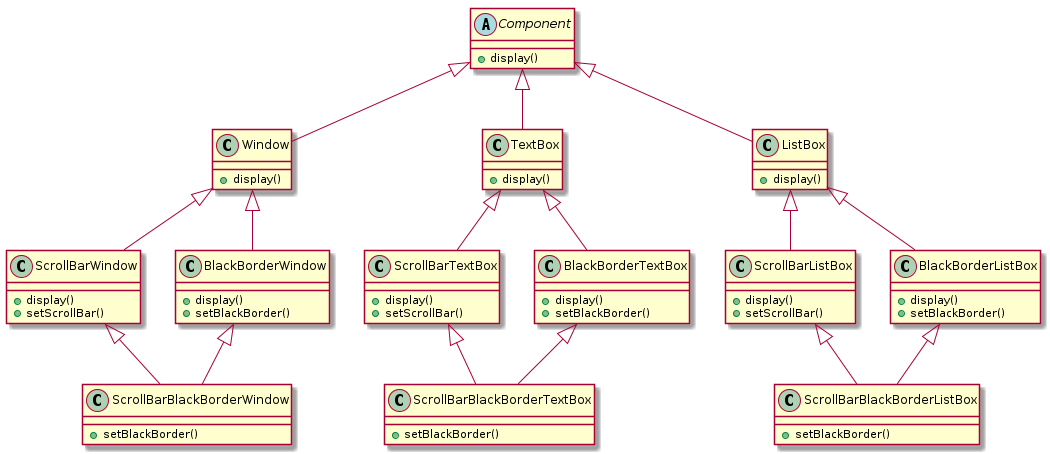 A Component
display()
C Window
display()
C TextBox
display()
C ListBox
display()
C ScrollBarWindow
display()
setScrollBar()
C BlackBorderWindow
display()
setBlackBorder()
C ScrollBarTextBox
display()
setScrollBar()
C BlackBorderTextBox
display()
setBlackBorder()
C ScrollBarListBox
display()
setScrollBar()
C BlackBorderListBox
display()
setBlackBorder()
C ScrollBarBlackBorderWindow
setBlackBorder()
C ScrollBarBlackBorderTextBox
setBlackBorder()
C ScrollBarBlackBorderListBox
setBlackBorder()